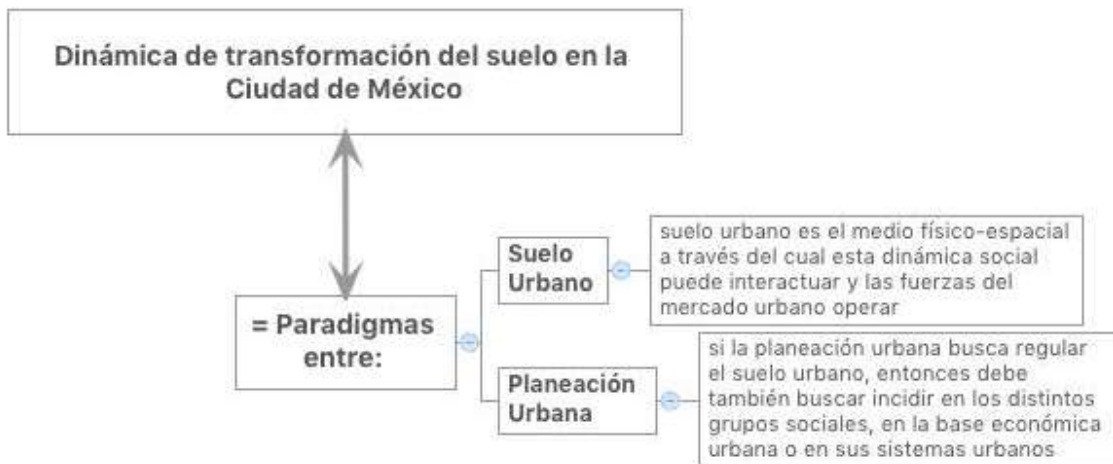 Dinámica de transformación del suelo en la
Ciudad de México
= Paradigmas
entre:
Suelo
Urbano
suelo urbano es el medio físico-espacial
a través del cual esta dinámica social
puede interactuar y las fuerzas del
mercado urbano operar
Planeación
Urbana
si la planeación urbana busca regular
el suelo urbano, entonces debe
también buscar incidir en los distintos
grupos sociales, en la base económica
urbana o en sus sistemas urbanos